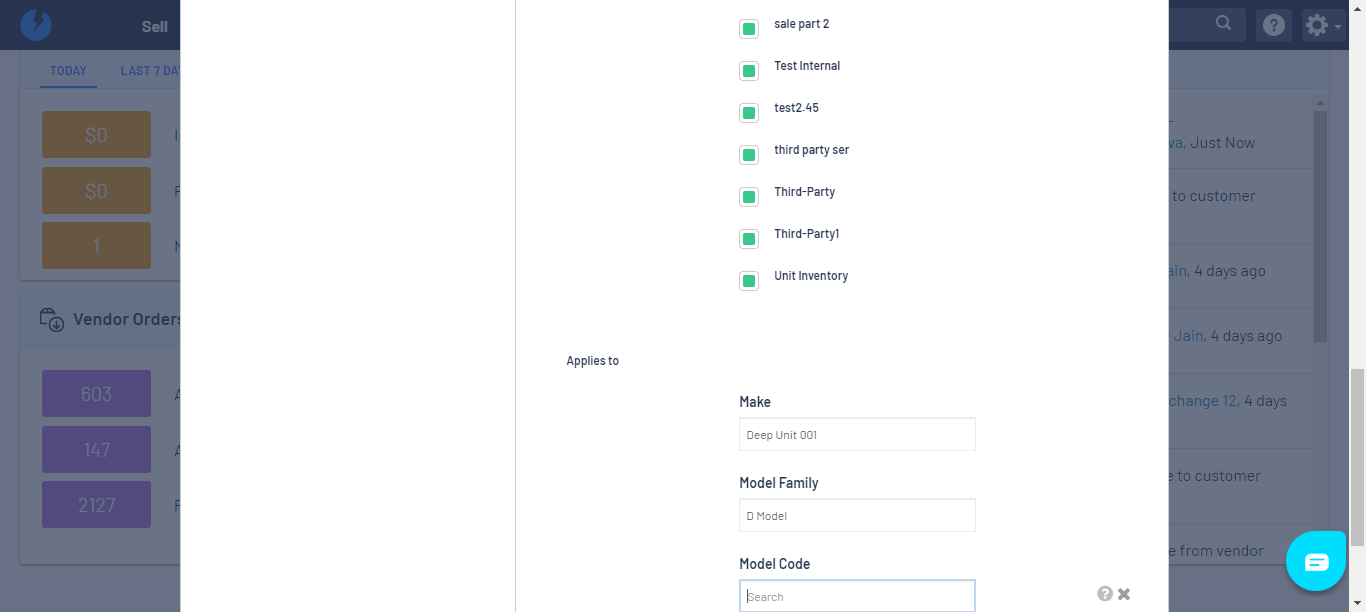 Sell
TODAY
LAST 7 DA
$0
$0
1
Vendor Orders
603
147
2127
sale part 2
Test Internal
test2.45
third party ser
Third-Party
Third-Party1
Unit Inventory
Applies to
Make
Deep Unit 001
Model Family
D Model
Model Code
Search
va, Just Now
to customer
ain, 4 days ago
Jain, 4 days ago
change 12, 4 days
e to customer
e from vendor